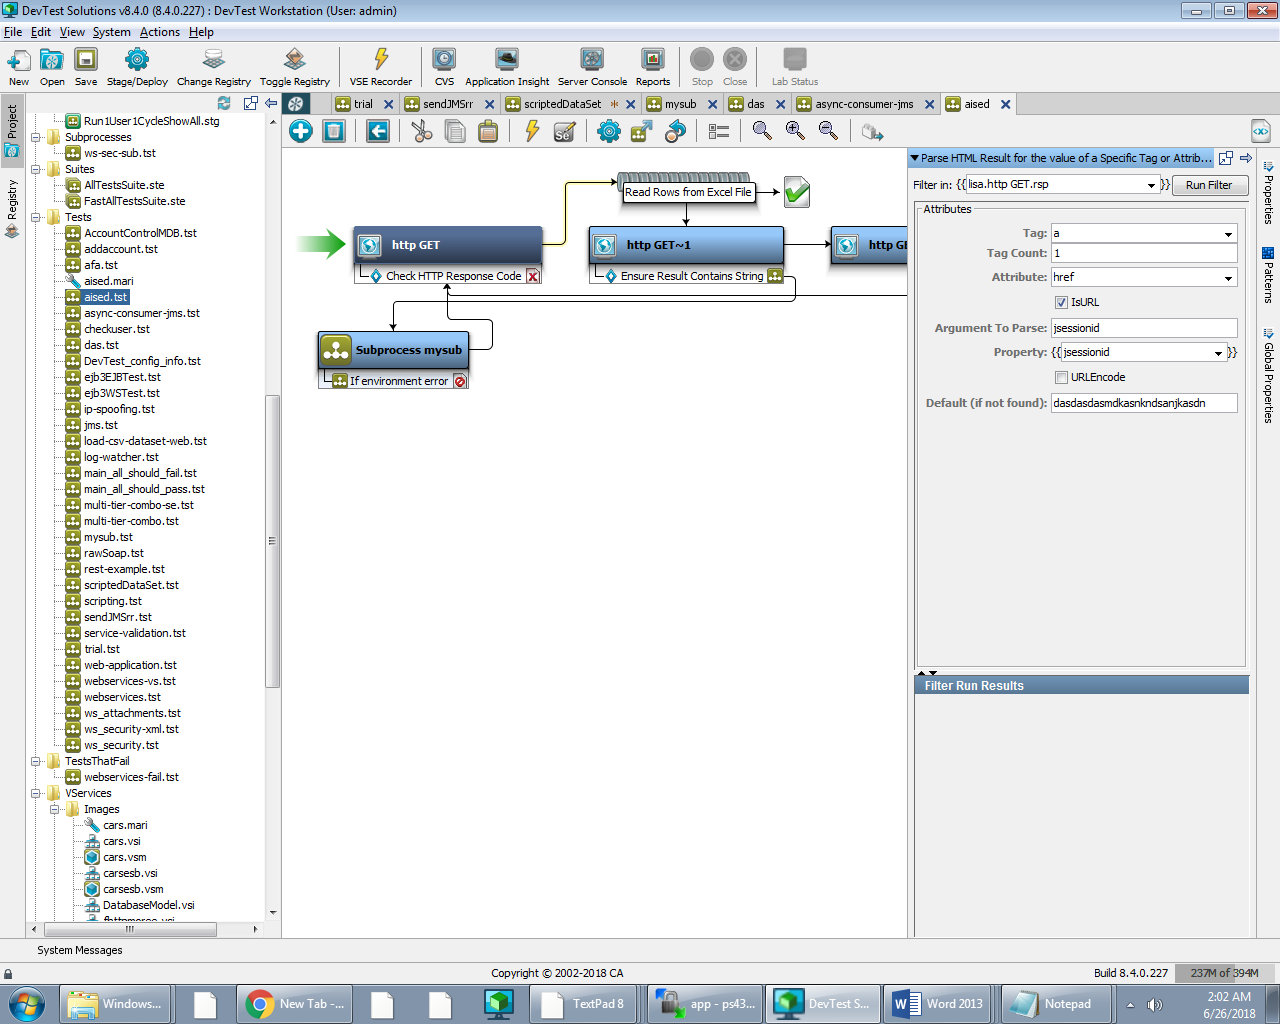 DevTest Solutions v8.4.0 (8.4.0.227) : DevTest Workstation (User: admin)
File Edit View System Actions Help
New Open Save Stage/Deploy Change Registry Toggle Registry VSE Recorder CVS Application Insight Server Console Reports Stop Close Lab Status
Project
Registry
trial sendJMSrr scriptedDataSet mysub das async-consumer-jms aised
Run1User1CycleShowAll.stg
Subprocesses
ws-sec-sub.tst
Suites
AllTestsSuite.ste
FastAllTestsSuite.ste
Tests
AccountControlMDB.tst
addaccount.tst
afa.tst
aised.mari
aised.tst
async-consumer-jms.tst
checkuser.tst
das.tst
DevTest_config_info.tst
ejb3EJBTest.tst
ejb3WSTest.tst
ip-spoofing.tst
jms.tst
load-csv-dataset-web.tst
log-watcher.tst
main_all_should_fail.tst
main_all_should_pass.tst
multi-tier-combo-se.tst
multi-tier-combo.tst
mysub.tst
rawSoap.tst
rest-example.tst
scriptedDataSet.tst
scripting.tst
sendJMSrr.tst
service-validation.tst
trial.tst
web-application.tst
webservices-vs.tst
webservices.tst
ws_attachments.tst
ws_security-xml.tst
ws_security.tst
TestsThatFail
webservices-fail.tst
VServices
Images
cars.mari
cars.vsi
cars.vsm
carsesb.vsi
carsesb.vsm
DatabaseModel.vsi
Read Rows from Excel File
http GET
Check HTTP Response Code
http GET~1
Ensure Result Contains String
http GE
Subprocess mysub
If environment error
Parse HTML Result for the value of a Specific Tag or Attrib...
Filter in: {{ lisa.http GET.rsp }} Run Filter
Attributes
Tag: a
Tag Count: 1
Attribute: href
IsURL
Argument To Parse: jsessionid
Property: {{ jsessionid }}
URLEncode
Default (if not found): dasdasdasmdkasnkndsanjkasdn
Filter Run Results
Properties
Patterns
Global Properties
System Messages
Copyright © 2002-2018 CA
Build 8.4.0.227
237M of 394M
Windows... New Tab -... TextPad 8 app - ps43... DevTest S... Word 2013 Notepad
2:02 AM
6/26/2018